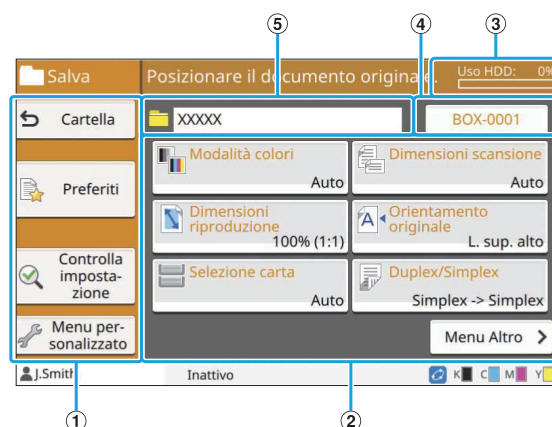 5 4 3
Salva Posizionare il documento originale. Uso HDD: 0%
Cartella
XXXXX
BOX-0001
Preferiti
Controlla
imposta-
zione
Menu per-
sonalizzato
Modalità colori
Auto
Dimensioni scansione
Auto
Dimensioni
riproduzione
100% (1:1)
A
Orientamento
originale
L. sup. alto
Selezione carta
Auto
Duplex/Simplex
Simplex -> Simplex
Menu Altro
J.Smith Inattivo K C M Y
1 2